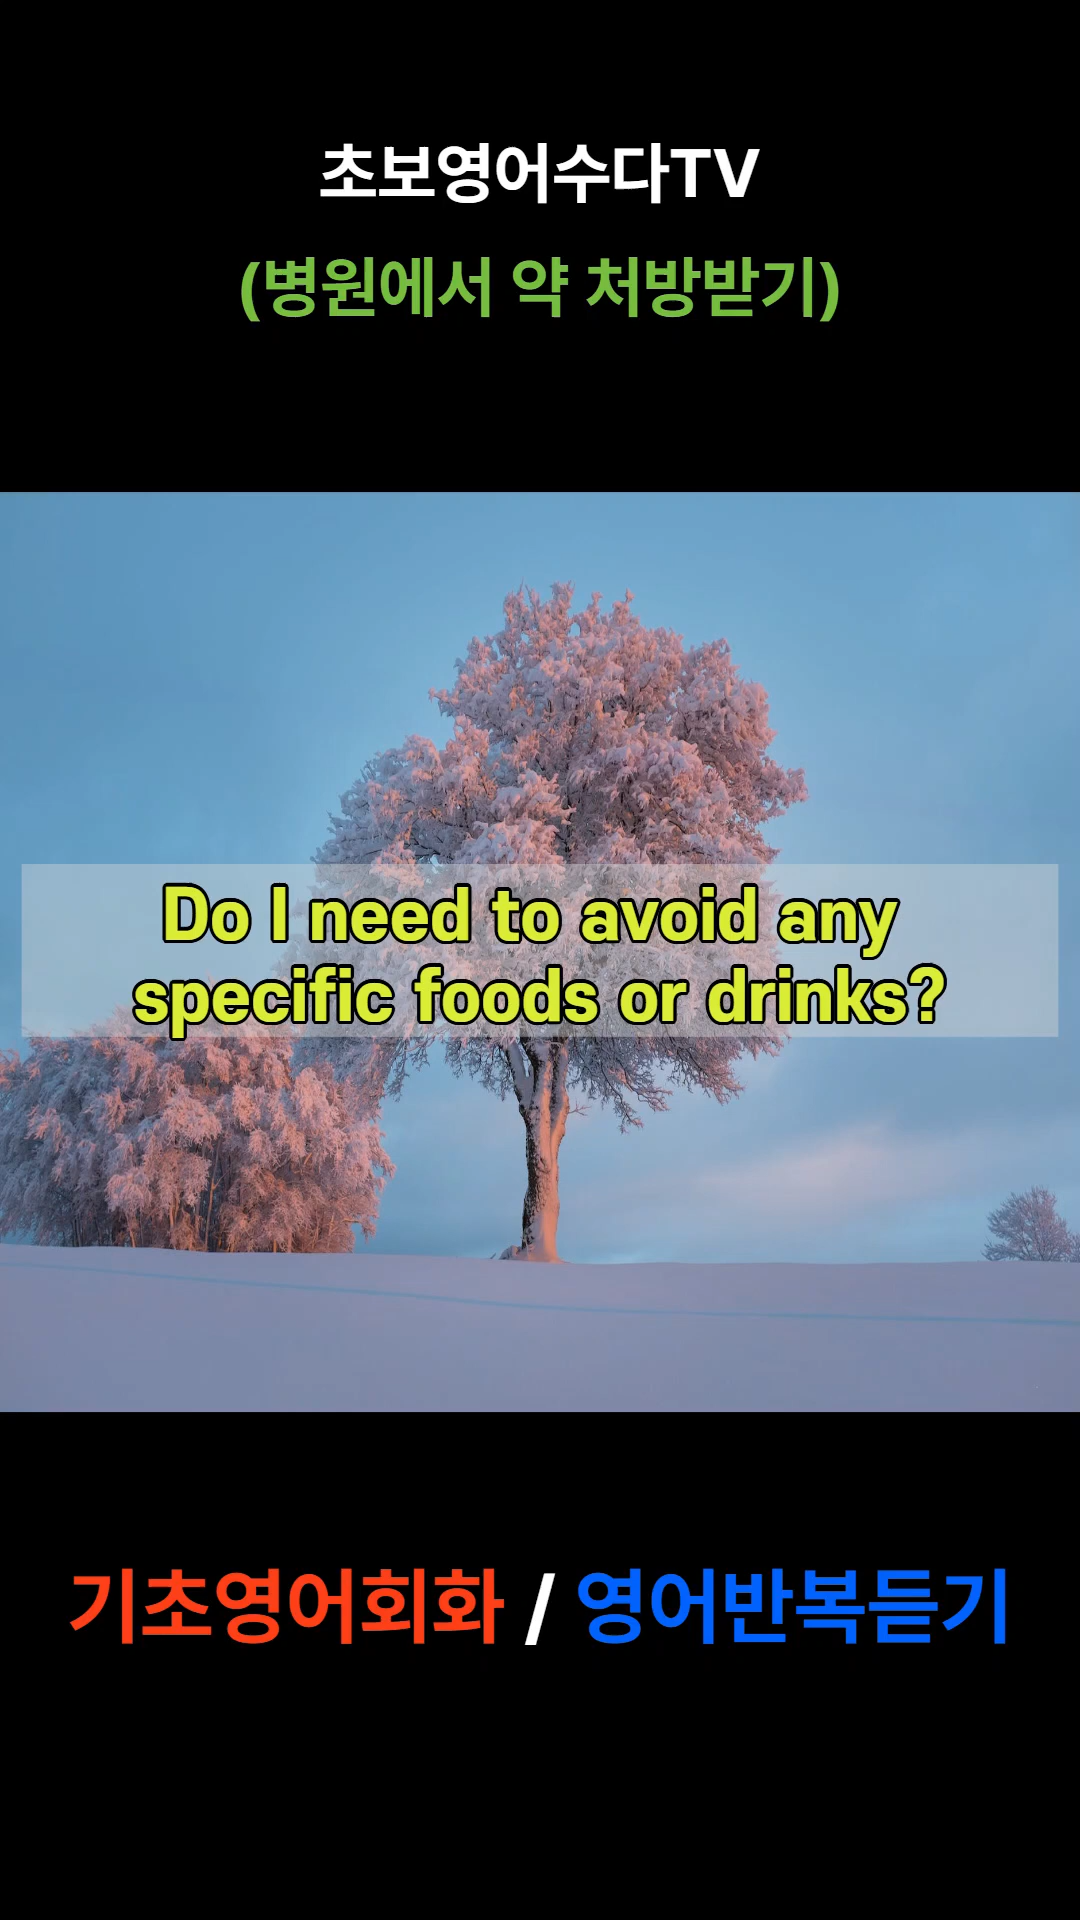 초보영어수다TV
(병원에서 약 처방받기)
Do I need to avoid any
specific foods or drinks?
기초영어회화 / 영어반복듣기